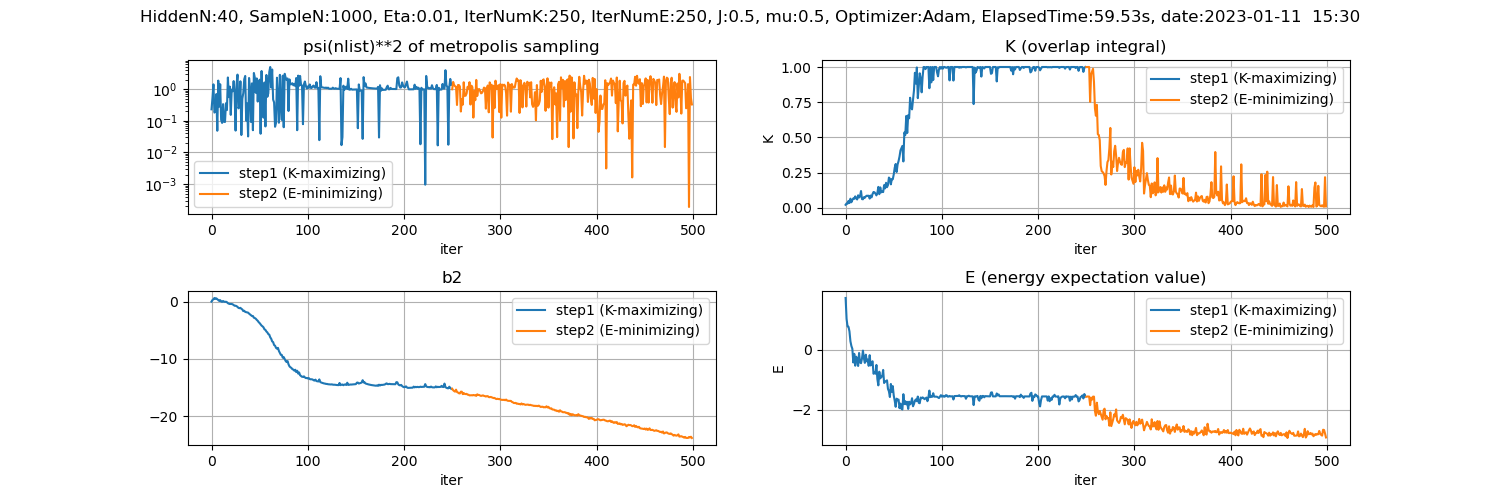 HiddenN:40, SampleN:1000, Eta:0.01, IterNumK:250, IterNumE:250, J:0.5, mu:0.5, Optimizer:Adam, ElapsedTime:59.53s, date:2023-01-11  15:30
psi(nlist)**2 of metropolis sampling
10⁰
10⁻¹
10⁻²
10⁻³
step1 (K-maximizing)
step2 (E-minimizing)
0 100 200 300 400 500
iter
K (overlap integral)
K
1.00
0.75
0.50
0.25
0.00
step1 (K-maximizing)
step2 (E-minimizing)
0 100 200 300 400 500
iter
b2
0
−10
−20
step1 (K-maximizing)
step2 (E-minimizing)
0 100 200 300 400 500
iter
E (energy expectation value)
E
0
−2
step1 (K-maximizing)
step2 (E-minimizing)
0 100 200 300 400 500
iter